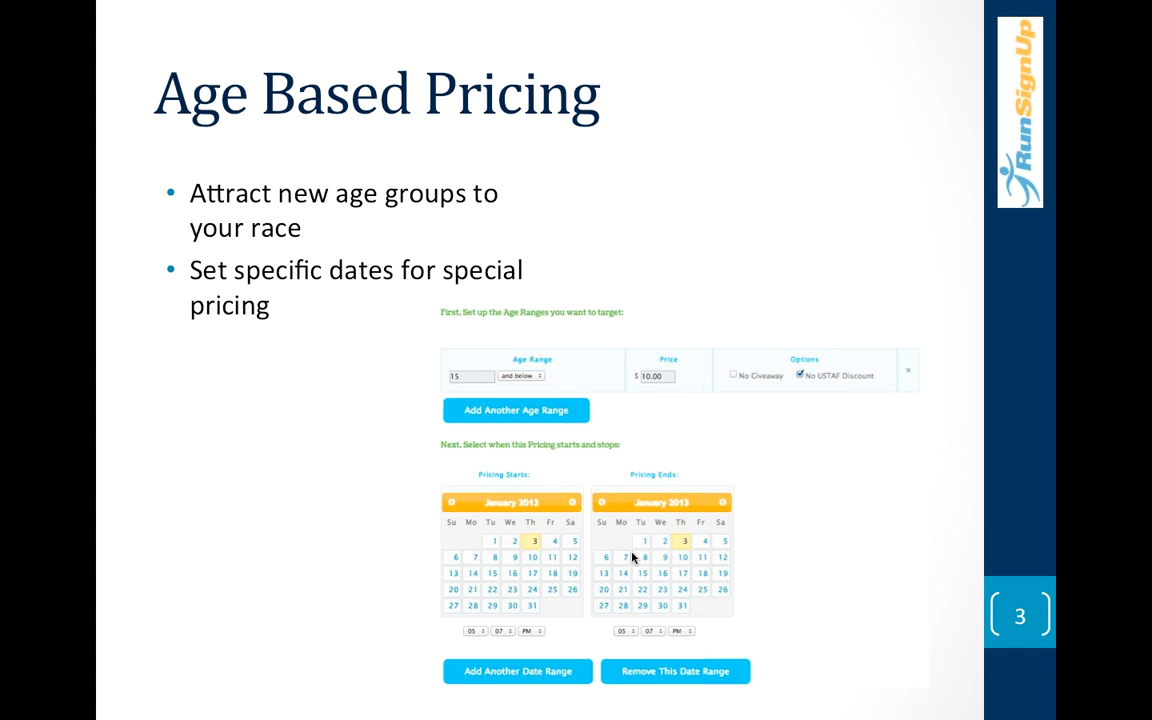 Age Based Pricing
RunSignUp
• Attract new age groups to
your race
• Set specific dates for special
pricing
First, Set up the Age Ranges you want to target:
Age Range Price Options
15 and below $ 10.00 No Giveaway No USTAF Discount ×
Add Another Age Range
Next, Select when this Pricing starts and stops:
Pricing Starts: Pricing Ends:
January 2013 January 2013
Su Mo Tu We Th Fr Sa Su Mo Tu We Th Fr Sa
1 2 3 4 5 1 2 3 4 5
6 7 8 9 10 11 12 6 7 8 9 10 11 12
13 14 15 16 17 18 19 13 14 15 16 17 18 19
20 21 22 23 24 25 26 20 21 22 23 24 25 26
27 28 29 30 31 27 28 29 30 31
05 07 PM 05 07 PM
3
Add Another Date Range Remove This Date Range